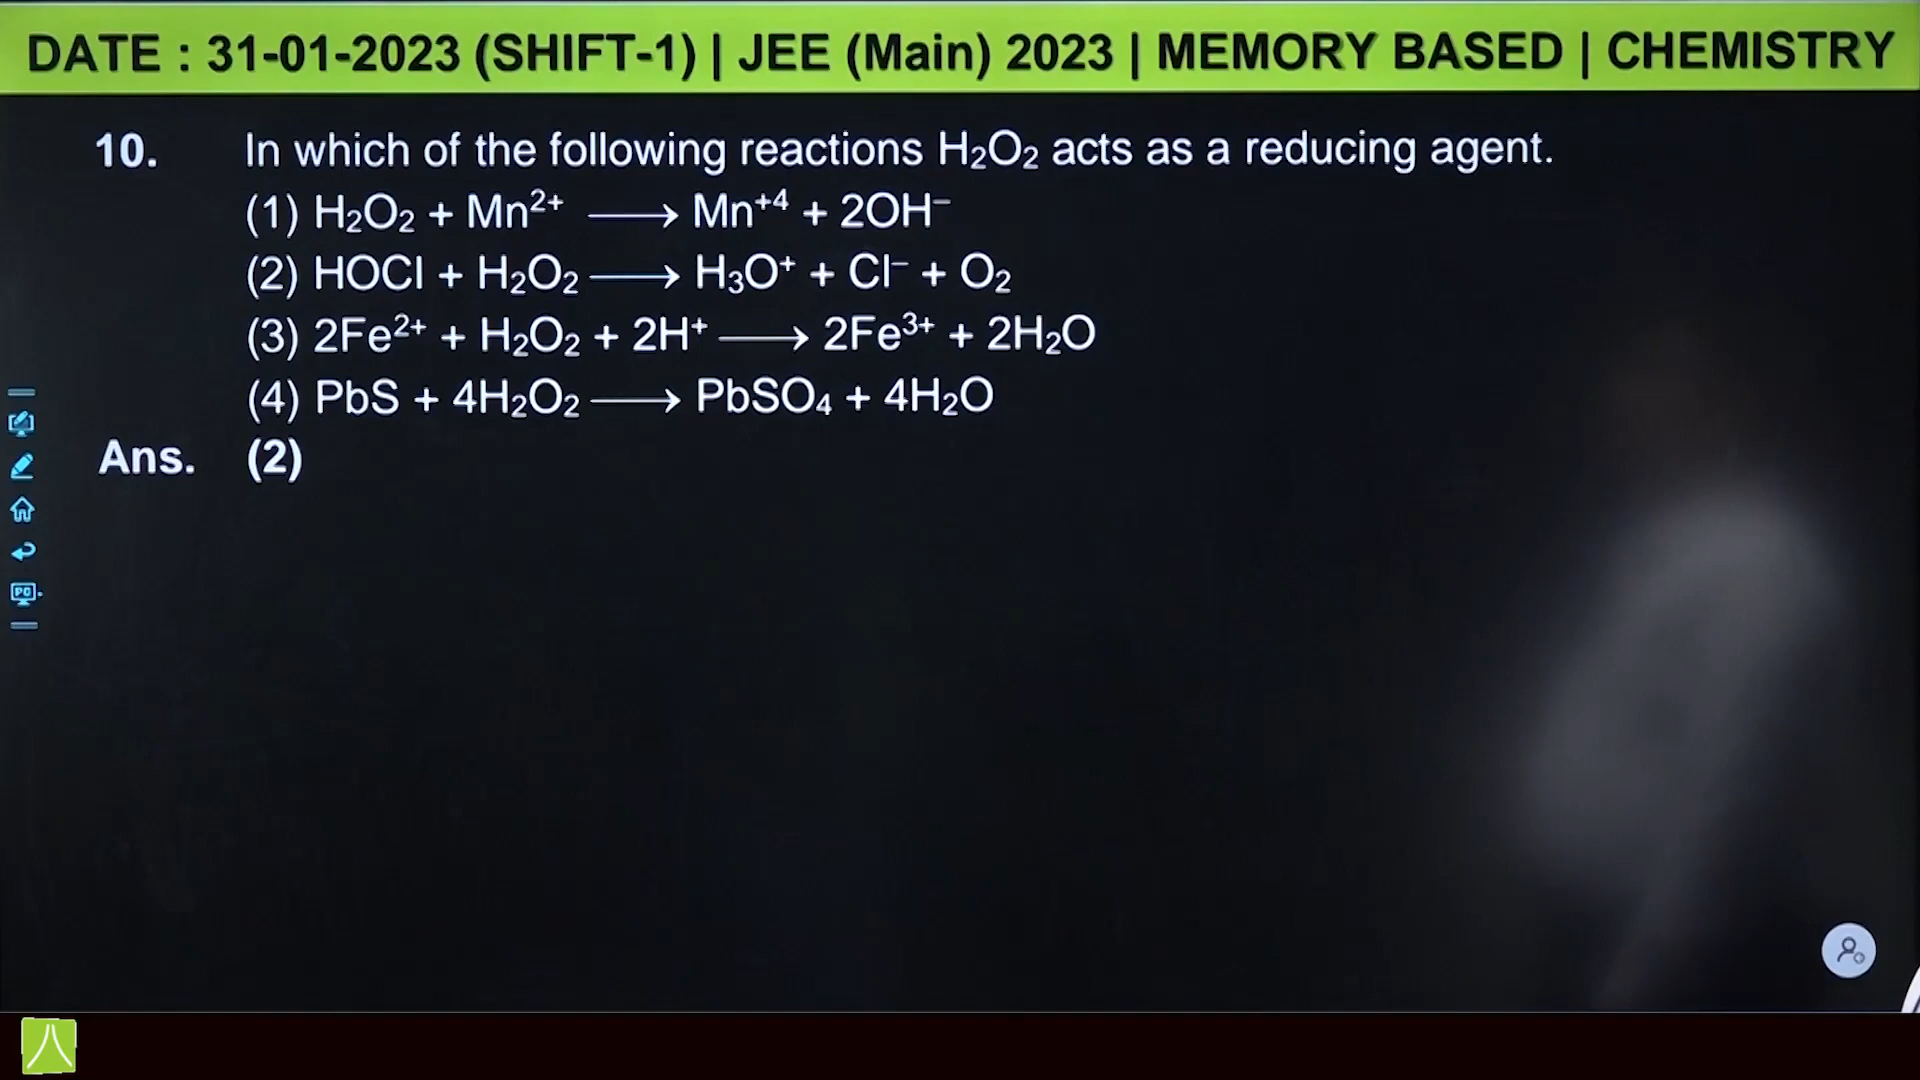 DATE : 31-01-2023 (SHIFT-1) | JEE (Main) 2023 | MEMORY BASED | CHEMISTRY
10. In which of the following reactions H₂O₂ acts as a reducing agent.
(1) H₂O₂ + Mn²⁺ ⟶ Mn⁺⁴ + 2OH⁻
(2) HOCl + H₂O₂ ⟶ H₃O⁺ + Cl⁻ + O₂
(3) 2Fe²⁺ + H₂O₂ + 2H⁺ ⟶ 2Fe³⁺ + 2H₂O
(4) PbS + 4H₂O₂ ⟶ PbSO₄ + 4H₂O
Ans. (2)
PC